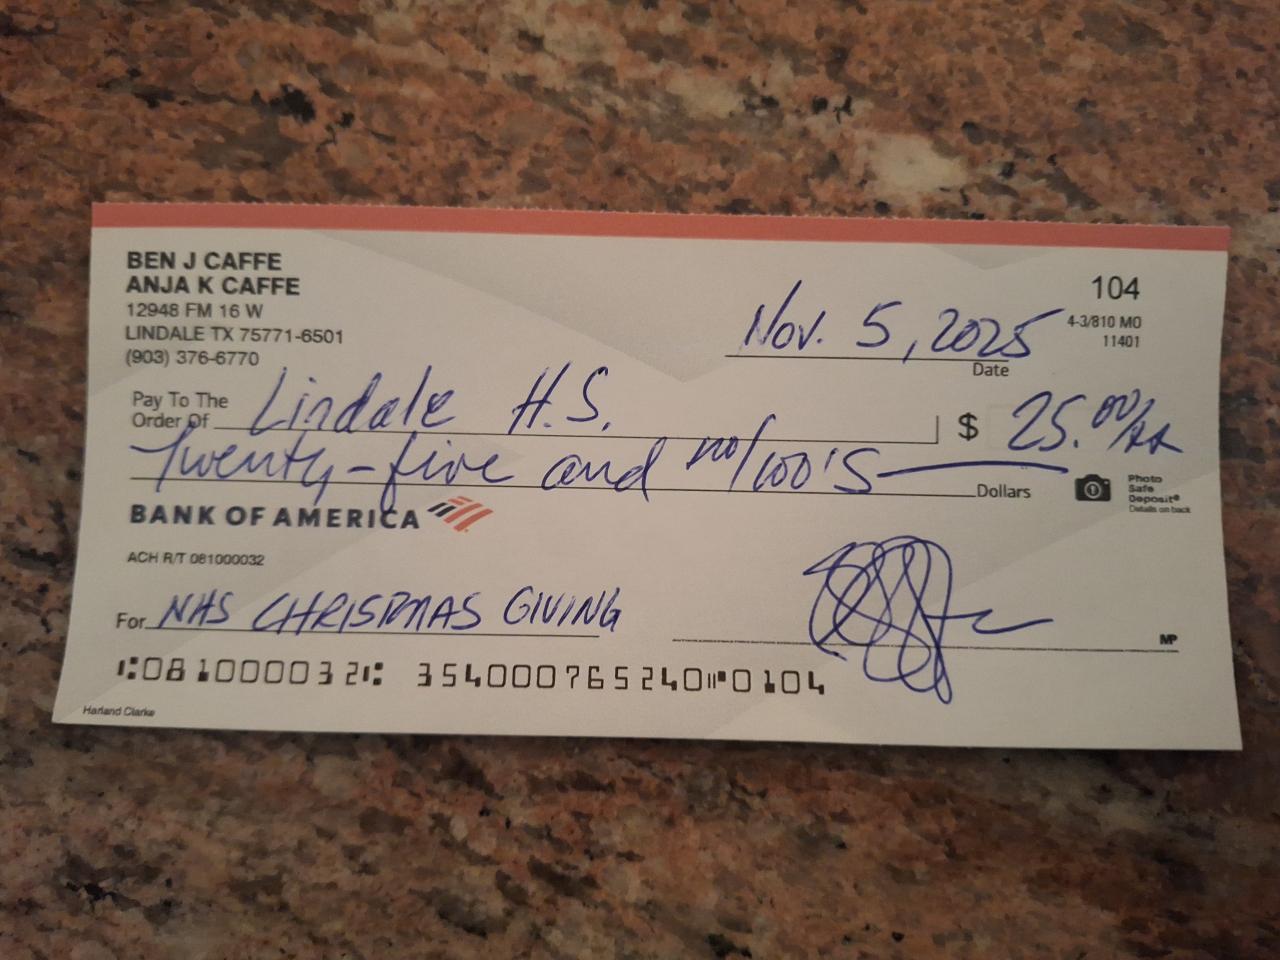 BEN J CAFFE
ANJA K CAFFE
12948 FM 16 W
LINDALE TX 75771-6501
(903) 376-6770
104
4-3/810 MO
11401
Nov. 5, 2025
Date
Pay To The
Order Of Lindale H.S. $ 25.00/xx
Twenty-five and no/100'S Dollars
Photo
Safe
Deposit®
Details on back
BANK OF AMERICA
ACH R/T 081000032
For NHS CHRISTMAS GIVING
MP
⑆081000032⑆ 354000765240⑈0104
Harland Clarke